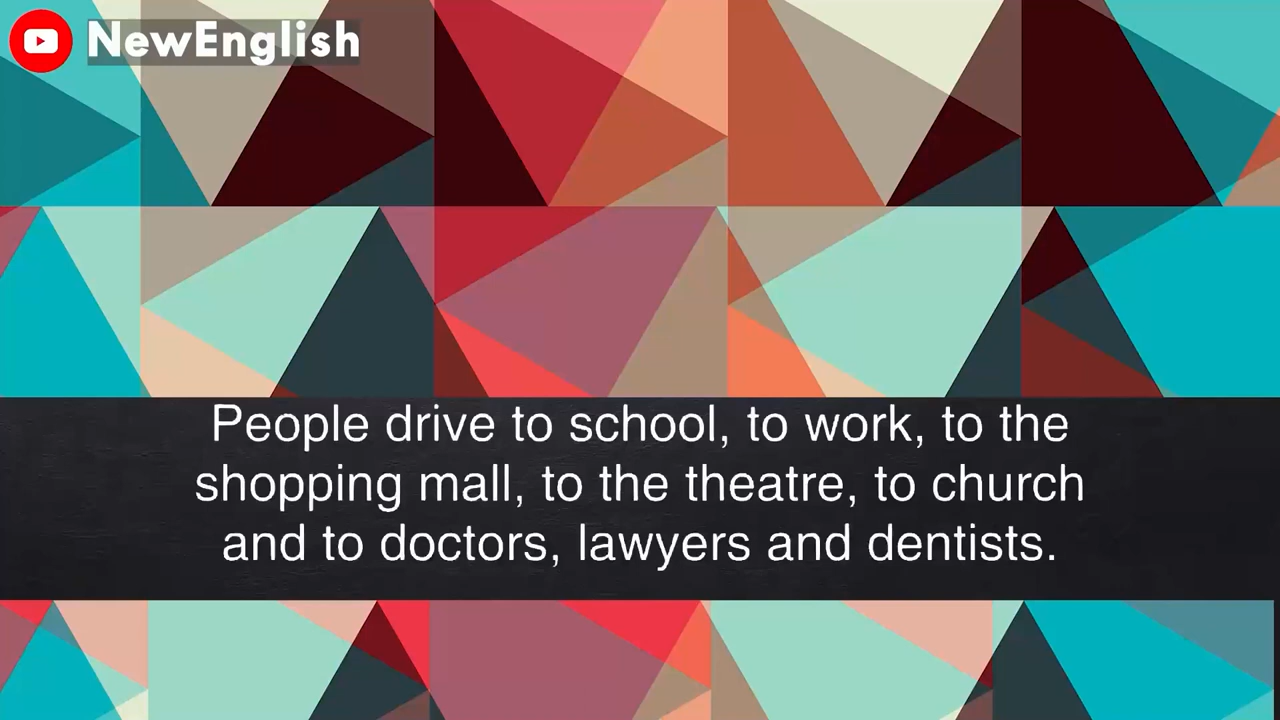 NewEnglish
People drive to school, to work, to the
shopping mall, to the theatre, to church
and to doctors, lawyers and dentists.